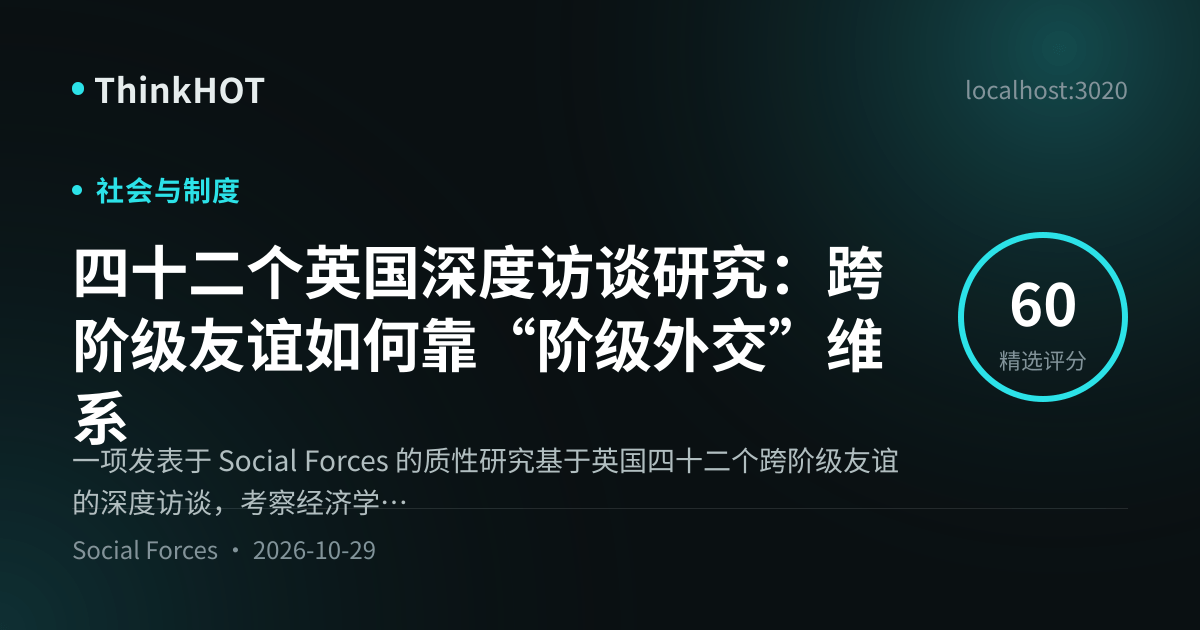 ThinkHOT
localhost:3020
社会与制度
四十二个英国深度访谈研究：跨
阶级友谊如何靠“阶级外交”维
系
60
精选评分
一项发表于 Social Forces 的质性研究基于英国四十二个跨阶级友谊
的深度访谈，考察经济学…
Social Forces • 2026-10-29